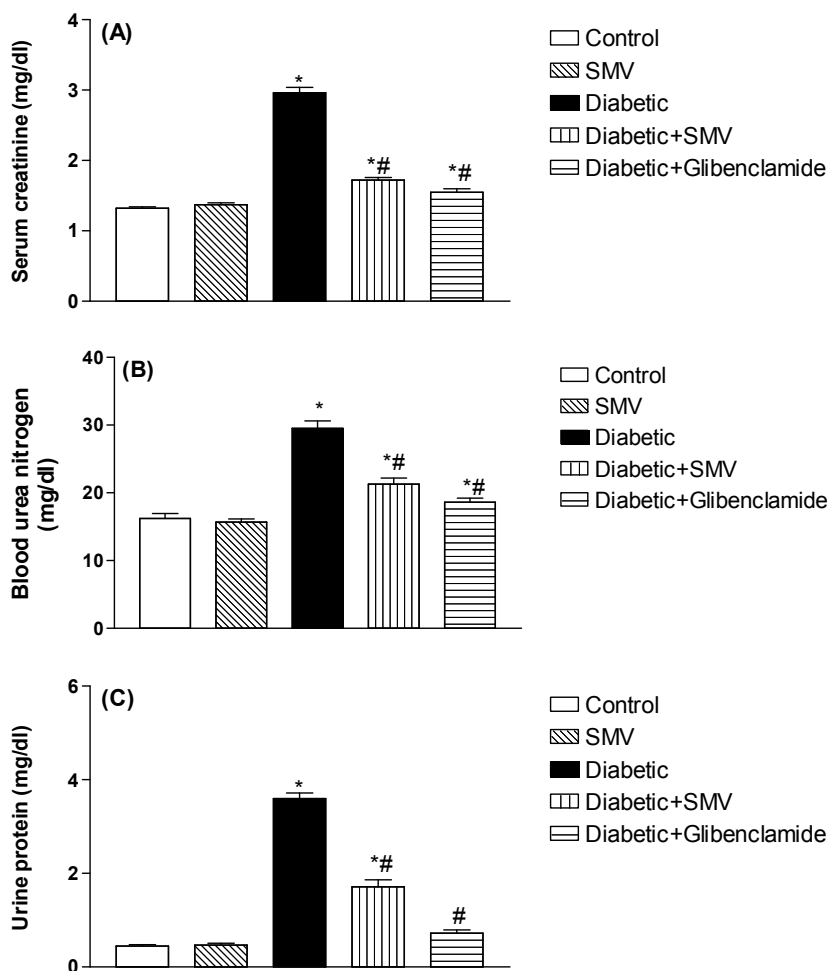 (A)
Serum creatinine (mg/dl)
4
3
2
1
0
*
*#
*#
Control
SMV
Diabetic
Diabetic+SMV
Diabetic+Glibenclamide
(B)
Blood urea nitrogen
(mg/dl)
40
30
20
10
0
*
*#
*#
Control
SMV
Diabetic
Diabetic+SMV
Diabetic+Glibenclamide
(C)
Urine protein (mg/dl)
6
4
2
0
*
*#
#
Control
SMV
Diabetic
Diabetic+SMV
Diabetic+Glibenclamide